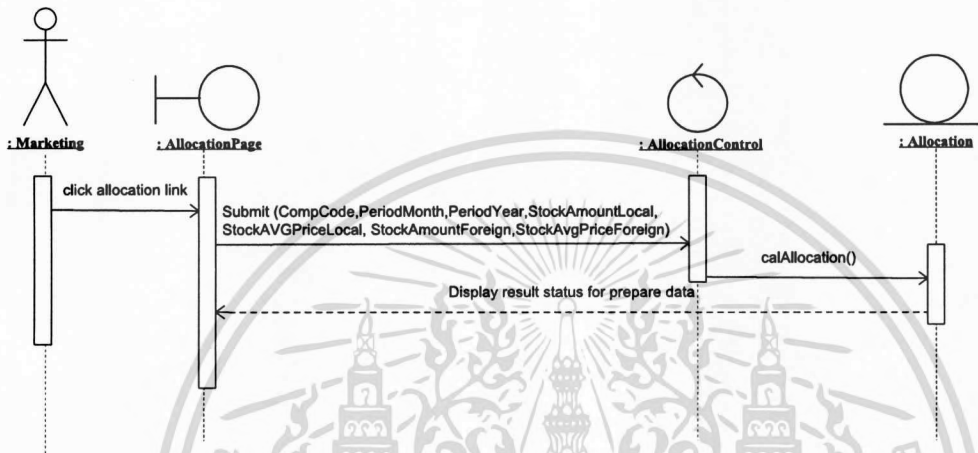 : Marketing
: AllocationPage
: AllocationControl
: Allocation
click allocation link
Submit (CompCode,PeriodMonth,PeriodYear,StockAmountLocal,
StockAVGPriceLocal, StockAmountForeign,StockAvgPriceForeign)
calAllocation()
Display result status for prepare data